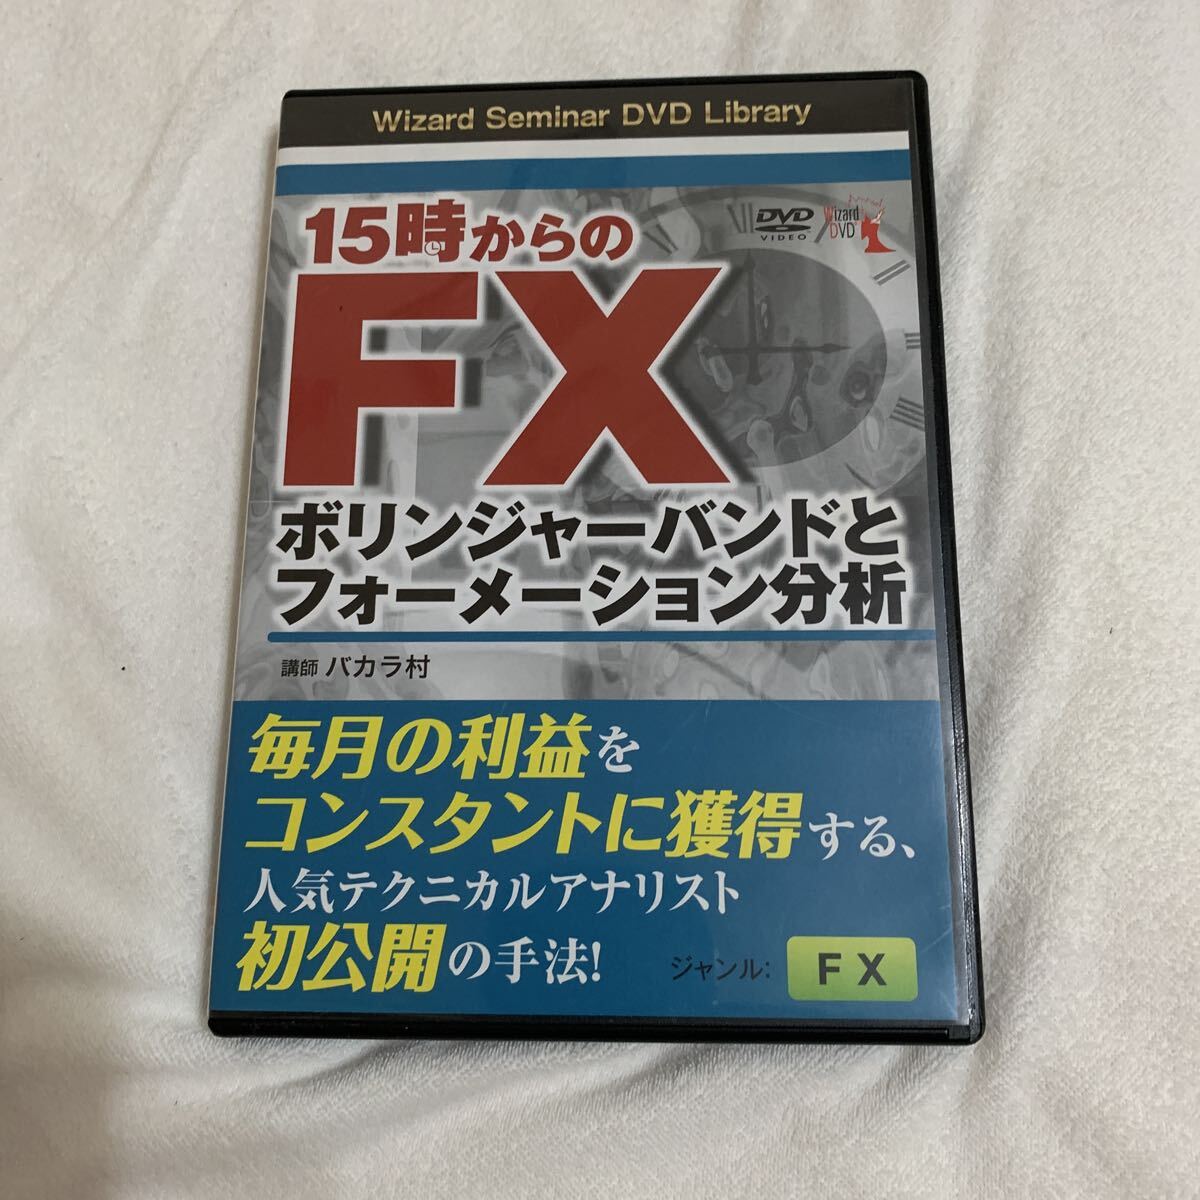 Wizard Seminar DVD Library
15時からの
DVD
VIDEO
Wizard
DVD
FX
ボリンジャーバンドと
フォーメーション分析
講師 バカラ村
毎月の利益を
コンスタントに獲得する、
人気テクニカルアナリスト
初公開の手法!
ジャンル: FX